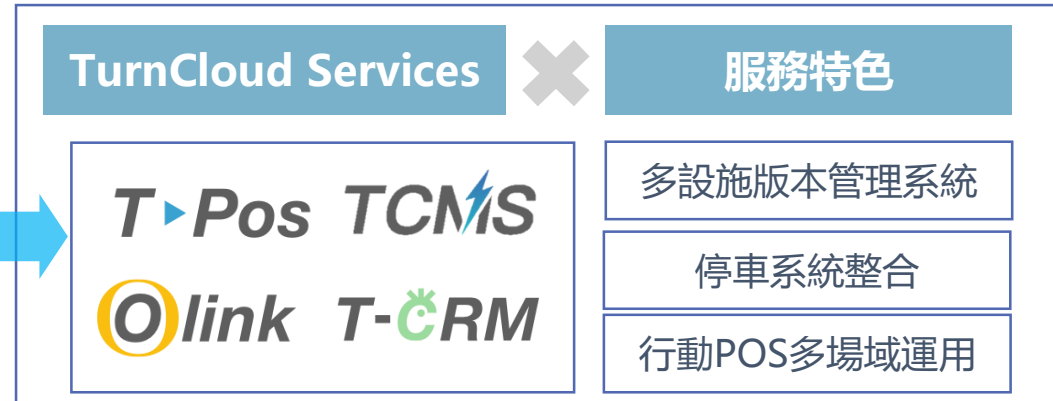 TurnCloud Services
服務特色
T Pos
TCMS
Olink
T-CRM
多設施版本管理系統
停車系統整合
行動POS多場域運用